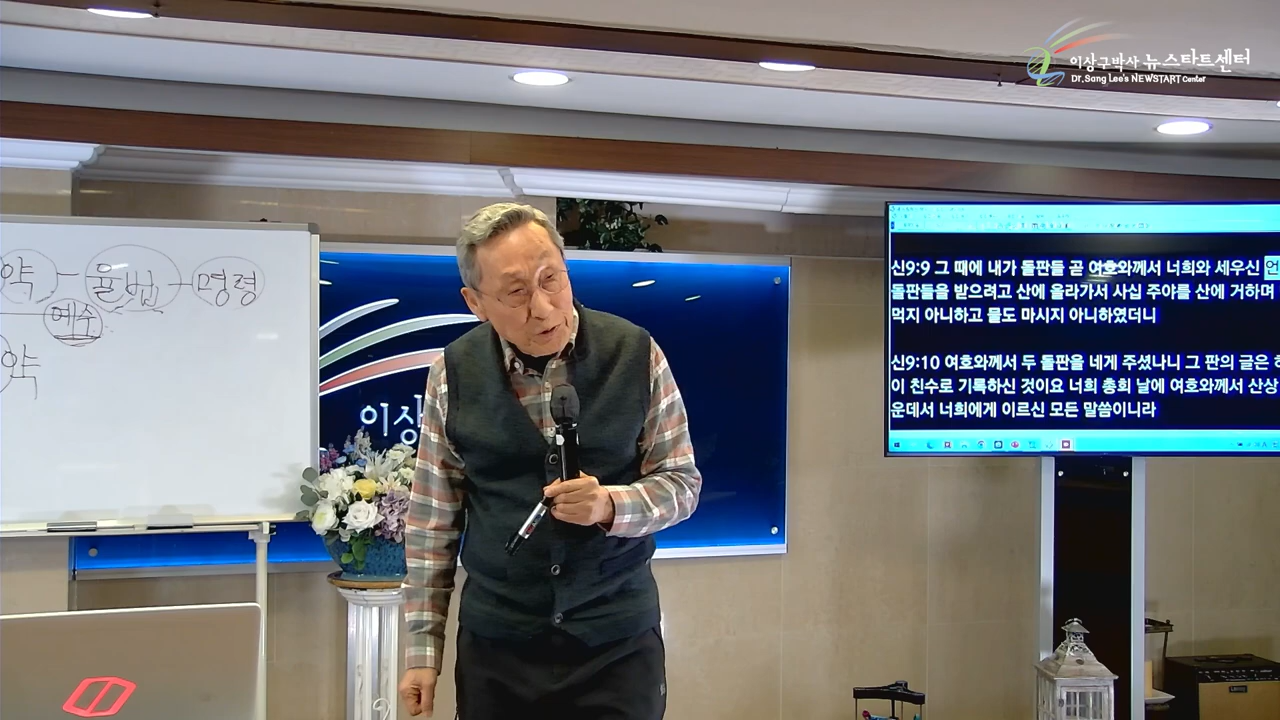 이상구박사 뉴스타트센터
Dr. Sang Lee's NEWSTART Center
약 - 율법 - 명령
예수
약
이상
신9:9 그 때에 내가 돌판들 곧 여호와께서 너희와 세우신 언
돌판들을 받으려고 산에 올라가서 사십 주야를 산에 거하며
먹지 아니하고 물도 마시지 아니하였더니
신9:10 여호와께서 두 돌판을 네게 주셨나니 그 판의 글은 하
이 친수로 기록하신 것이요 너희 총회 날에 여호와께서 산상
운데서 너희에게 이르신 모든 말씀이니라